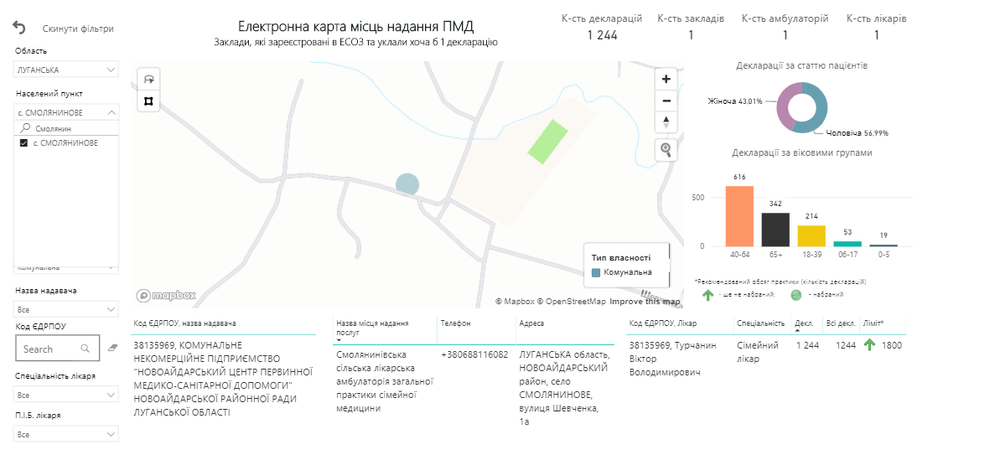 Скинути фільтри
Електронна карта місць надання ПМД
Заклади, які зареєстровані в ЕСОЗ та уклали хоча б 1 декларацію
К-сть декларацій
1 244
К-сть закладів
1
К-сть амбулаторій
1
К-сть лікарів
1
Область
ЛУГАНСЬКА
Населений пункт
с. СМОЛЯНИНОВЕ
Смолянин
с. СМОЛЯНИНОВЕ
Комунальна
Назва надавача
Все
Код ЄДРПОУ
Search
Спеціальність лікаря
Все
П.І.Б. лікаря
Все
Тип власності
Комунальна
mapbox
© Mapbox © OpenStreetMap Improve this map
Декларації за статтю пацієнтів
Жіноча 43,01%
Чоловіча 56,99%
Декларації за віковими групами
500
0
616
342
214
53
19
40-64
65+
18-39
06-17
0-5
*Рекомендований обсяг практики (кількість декларацій)
- ще не набраний;
- набраний
Код ЄДРПОУ, назва надавача
38135969, КОМУНАЛЬНЕ
НЕКОМЕРЦІЙНЕ ПІДПРИЄМСТВО
"НОВОАЙДАРСЬКИЙ ЦЕНТР ПЕРВИННОЇ
МЕДИКО-САНІТАРНОЇ ДОПОМОГИ"
НОВОАЙДАРСЬКОЇ РАЙОННОЇ РАДИ
ЛУГАНСЬКОЇ ОБЛАСТІ
Назва місця надання
послуг
Телефон
Адреса
Смолянинівська
сільська лікарська
амбулаторія загальної
практики сімейної
медицини
+380688116082
ЛУГАНСЬКА область,
НОВОАЙДАРСЬКИЙ
район, село
СМОЛЯНИНОВЕ,
вулиця Шевченка,
1а
Код ЄДРПОУ, Лікар
Спеціальність
Декл.
Всі декл.
Ліміт*
38135969, Турчанин
Віктор
Володимирович
Сімейний
лікар
1 244
1244
1800